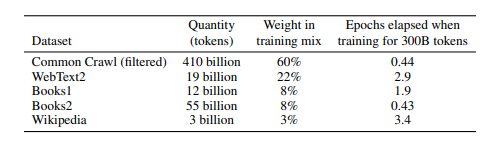 Quantity Weight in Epochs elapsed when
Dataset (tokens) training mix training for 300B tokens
Common Crawl (filtered) 410 billion 60% 0.44
WebText2 19 billion 22% 2.9
Books1 12 billion 8% 1.9
Books2 55 billion 8% 0.43
Wikipedia 3 billion 3% 3.4